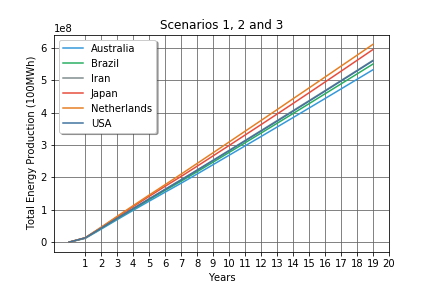 Scenarios 1, 2 and 3
1e8
Total Energy Production (100MWh)
6
5
4
3
2
1
0
Australia
Brazil
Iran
Japan
Netherlands
USA
1 2 3 4 5 6 7 8 9 10 11 12 13 14 15 16 17 18 19 20
Years